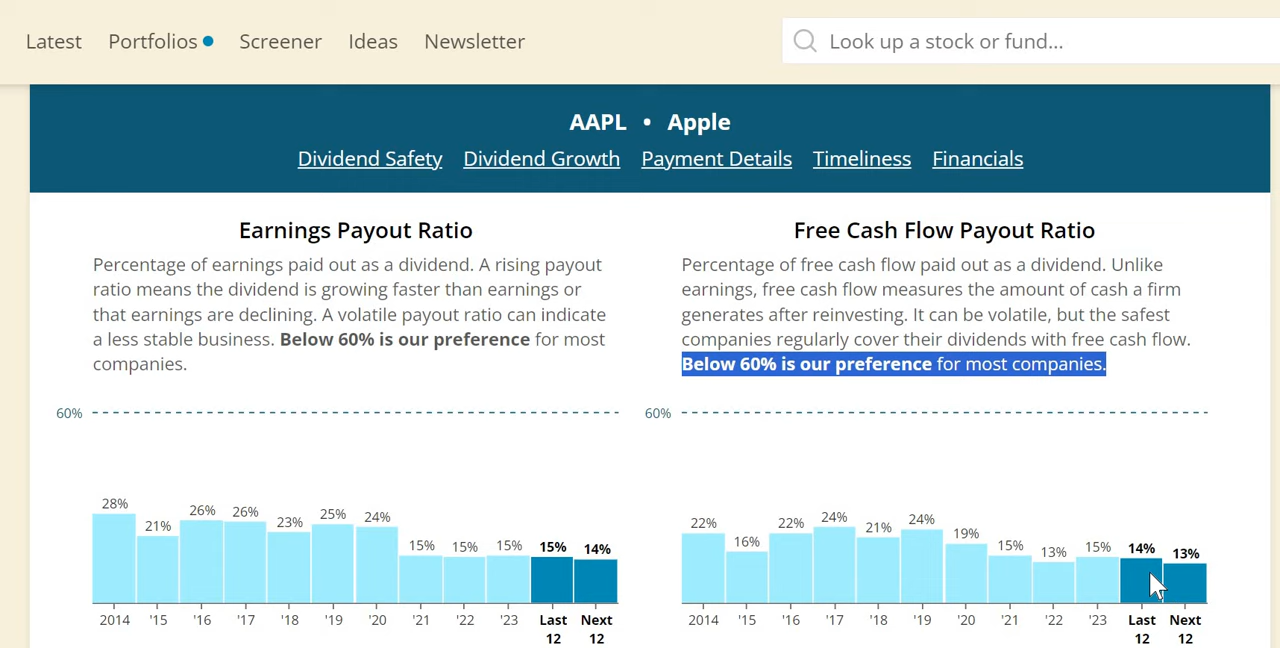 Latest Portfolios Screener Ideas Newsletter
Look up a stock or fund...
AAPL • Apple
Dividend Safety Dividend Growth Payment Details Timeliness Financials
Earnings Payout Ratio
Percentage of earnings paid out as a dividend. A rising payout
ratio means the dividend is growing faster than earnings or
that earnings are declining. A volatile payout ratio can indicate
a less stable business. Below 60% is our preference for most
companies.
60%
28% 21% 26% 26% 23% 25% 24% 15% 15% 15% 15% 14%
2014 '15 '16 '17 '18 '19 '20 '21 '22 '23 Last Next
12 12
Free Cash Flow Payout Ratio
Percentage of free cash flow paid out as a dividend. Unlike
earnings, free cash flow measures the amount of cash a firm
generates after reinvesting. It can be volatile, but the safest
companies regularly cover their dividends with free cash flow.
Below 60% is our preference for most companies.
60%
22% 16% 22% 24% 21% 24% 19% 15% 13% 15% 14% 13%
2014 '15 '16 '17 '18 '19 '20 '21 '22 '23 Last Next
12 12